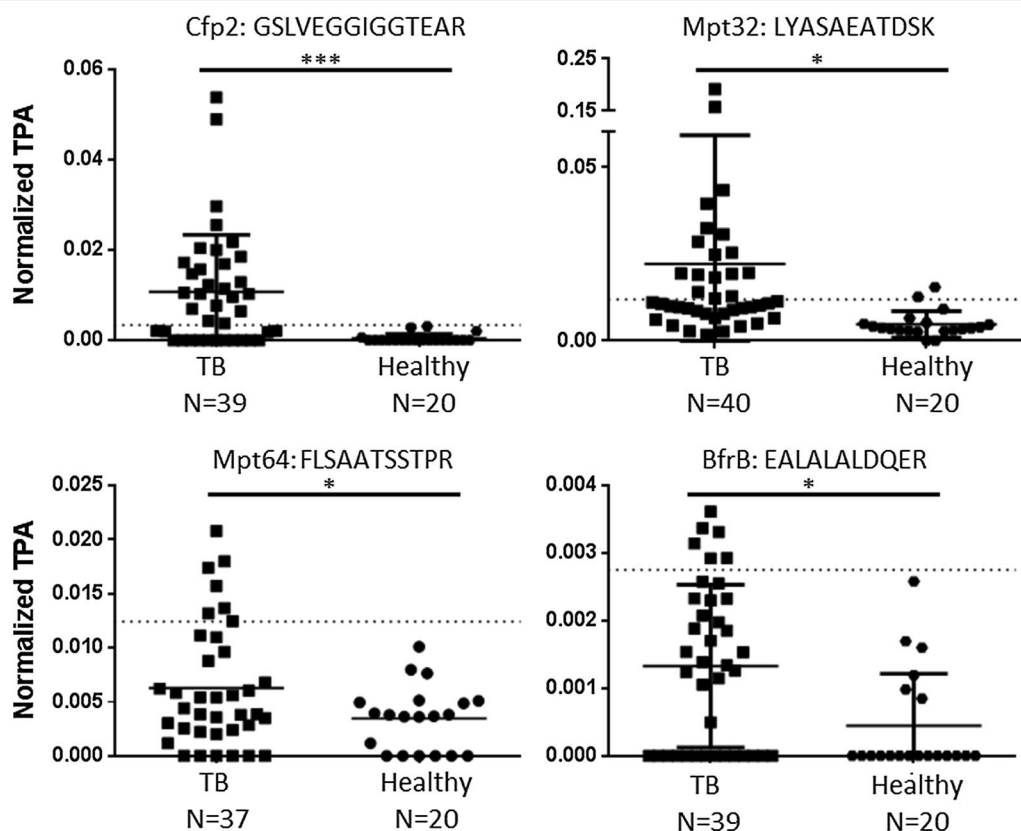 Cfp2: GSLVEGGIGGTEAR
***
Normalized TPA
0.06
0.04
0.02
0.00
TB
Healthy
N=39
N=20
Mpt32: LYASAEATDSK
*
0.25
0.15
0.05
0.00
TB
Healthy
N=40
N=20
Mpt64: FLSAATSSTPR
*
Normalized TPA
0.025
0.020
0.015
0.010
0.005
0.000
TB
Healthy
N=37
N=20
BfrB: EALALALDQER
*
0.004
0.003
0.002
0.001
0.000
TB
Healthy
N=39
N=20